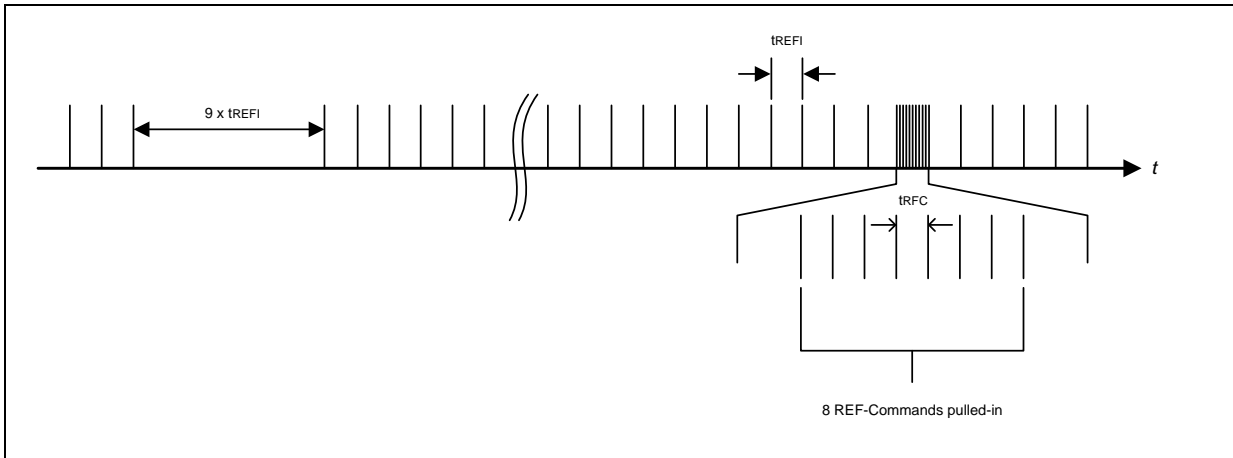 tREFI
9 x tREFI
t
tRFC
8 REF-Commands pulled-in